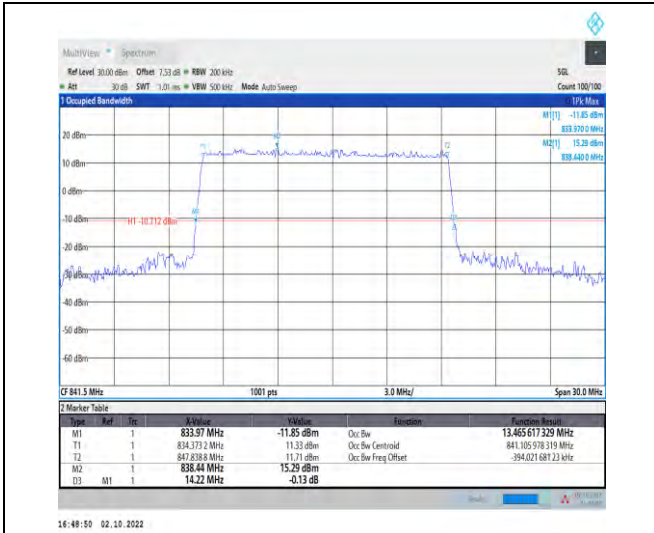 MultiView Spectrum
Ref Level 30.00 dBm Offset 7.53 dB RBW 200 kHz SGL
Att 30 dB SWT 1.01 ms VBW 500 kHz Mode Auto Sweep Count 100/100
1 Occupied Bandwidth 1Pk Max
M1[1] -11.85 dBm
833.970 0 MHz
M2[1] 15.29 dBm
838.440 0 MHz
20 dBm
M2
T1 T2
10 dBm
0 dBm
M1
-10 dBm
H1 -10.712 dBm
D3
-20 dBm
-30 dBm
-40 dBm
-50 dBm
-60 dBm
CF 841.5 MHz 1001 pts 3.0 MHz/ Span 30.0 MHz
2 Marker Table
Type Ref Trc X-Value Y-Value Function Function Result
M1 1 833.97 MHz -11.85 dBm Occ Bw 13.465 617 329 MHz
T1 1 834.373 2 MHz 11.33 dBm Occ Bw Centroid 841.105 978 319 MHz
T2 1 847.838 8 MHz 11.71 dBm Occ Bw Freq Offset -394.021 681 23 kHz
M2 1 838.44 MHz 15.29 dBm
D3 M1 1 14.22 MHz -0.13 dB
16:48:50 02.10.2022